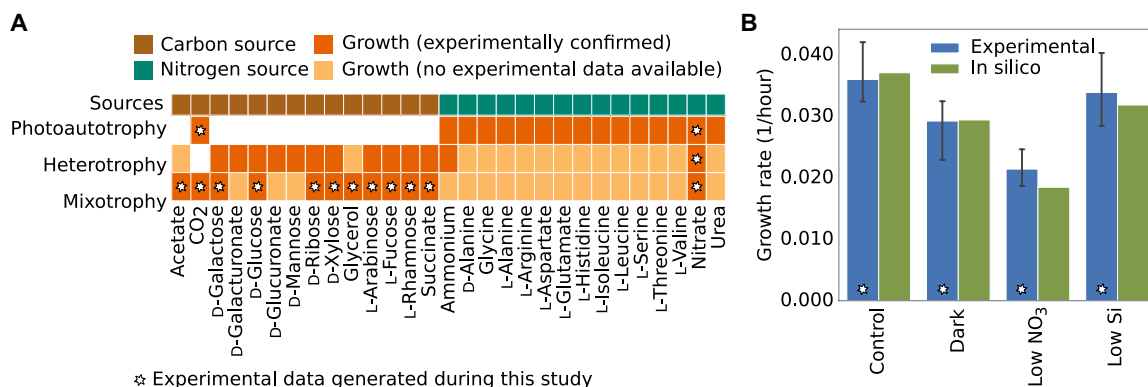 A
Carbon source
Growth (experimentally confirmed)
Nitrogen source
Growth (no experimental data available)
Sources
Photoautotrophy
Heterotrophy
Mixotrophy
Acetate
CO2
D-Galactose
D-Galacturonate
D-Glucose
D-Glucuronate
D-Mannose
D-Ribose
D-Xylose
Glycerol
L-Arabinose
L-Fucose
L-Rhamnose
Succinate
Ammonium
D-Alanine
Glycine
L-Alanine
L-Arginine
L-Aspartate
L-Glutamate
L-Histidine
L-Isoleucine
L-Leucine
L-Serine
L-Threonine
L-Valine
Nitrate
Urea
Experimental data generated during this study
B
Growth rate (1/hour)
0.040
0.030
0.020
0.010
0.000
Experimental
In silico
Control
Dark
Low NO₃
Low Si